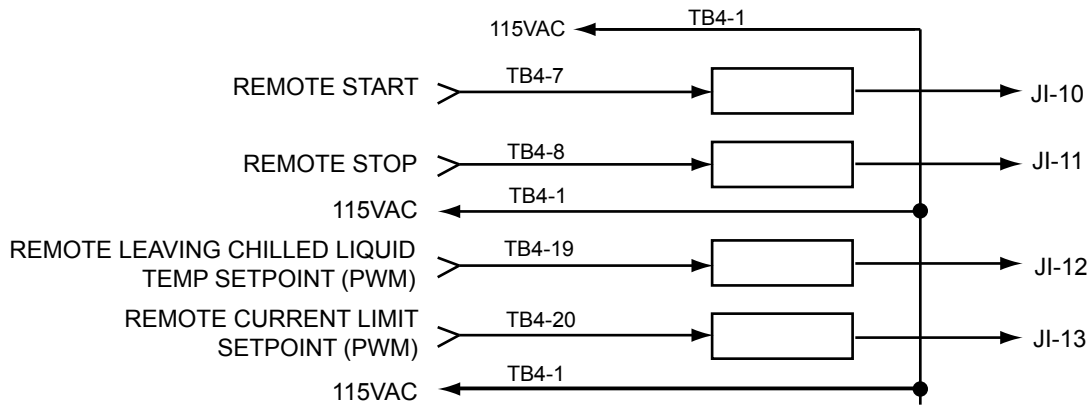 115VAC TB4-1
REMOTE START TB4-7 JI-10
REMOTE STOP TB4-8 JI-11
115VAC TB4-1
REMOTE LEAVING CHILLED LIQUID
TEMP SETPOINT (PWM) TB4-19 JI-12
REMOTE CURRENT LIMIT
SETPOINT (PWM) TB4-20 JI-13
115VAC TB4-1